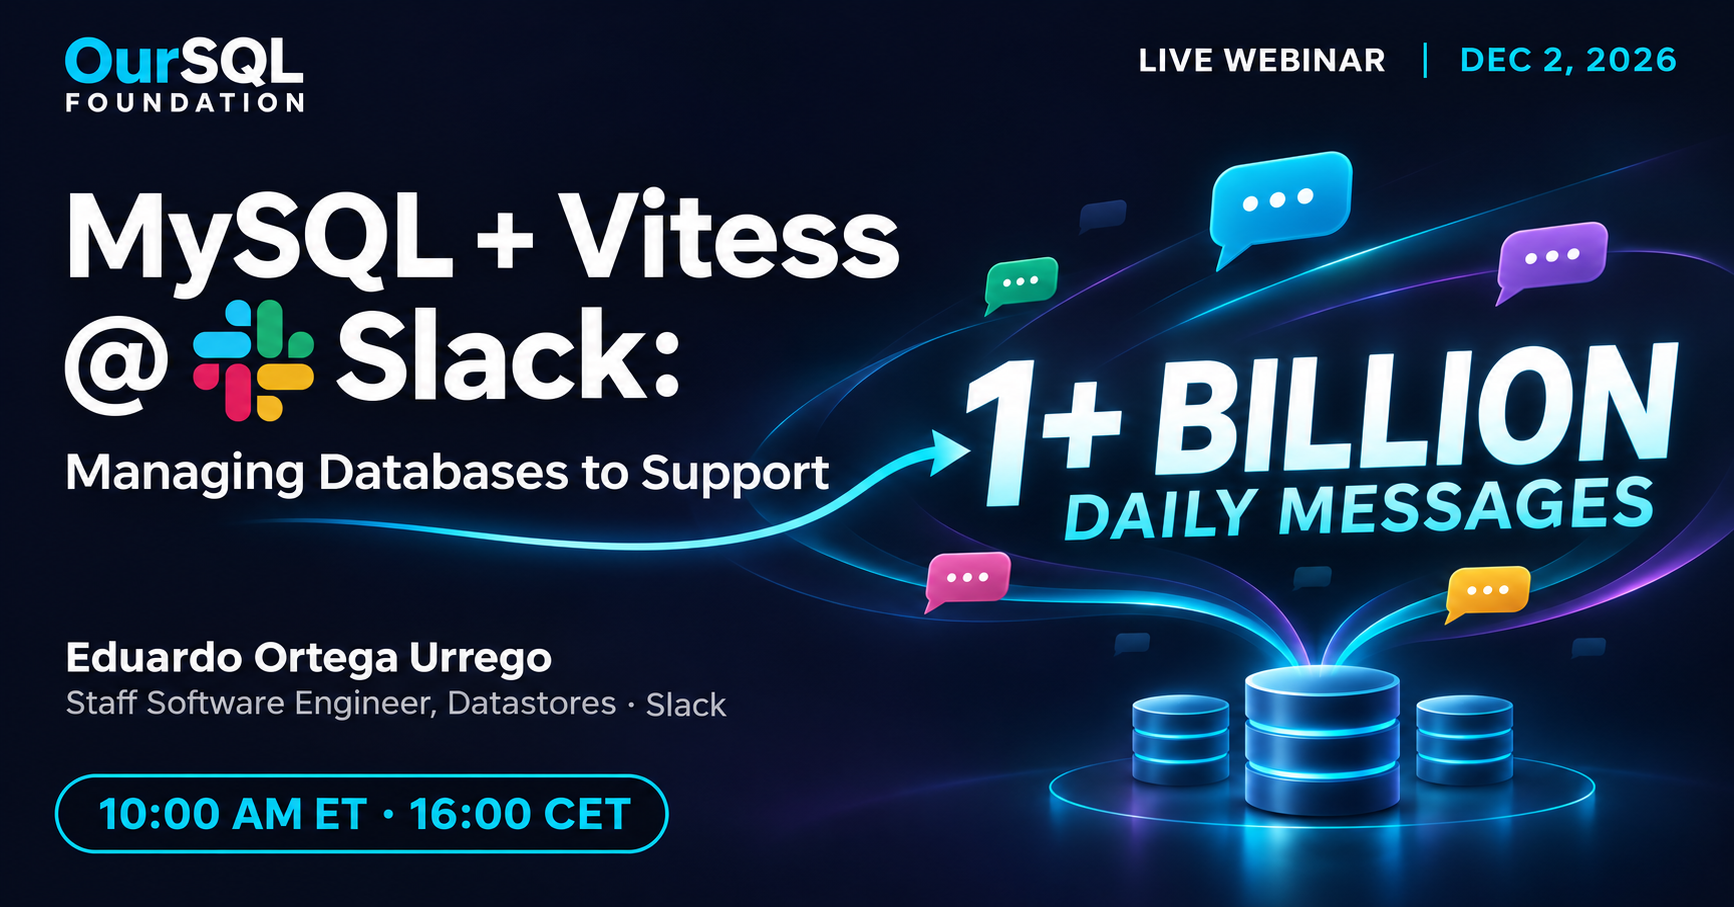 OurSQL
FOUNDATION
LIVE WEBINAR | DEC 2, 2026
MySQL + Vitess
@ Slack:
Managing Databases to Support
1+ BILLION
DAILY MESSAGES
Eduardo Ortega Urrego
Staff Software Engineer, Datastores · Slack
10:00 AM ET · 16:00 CET